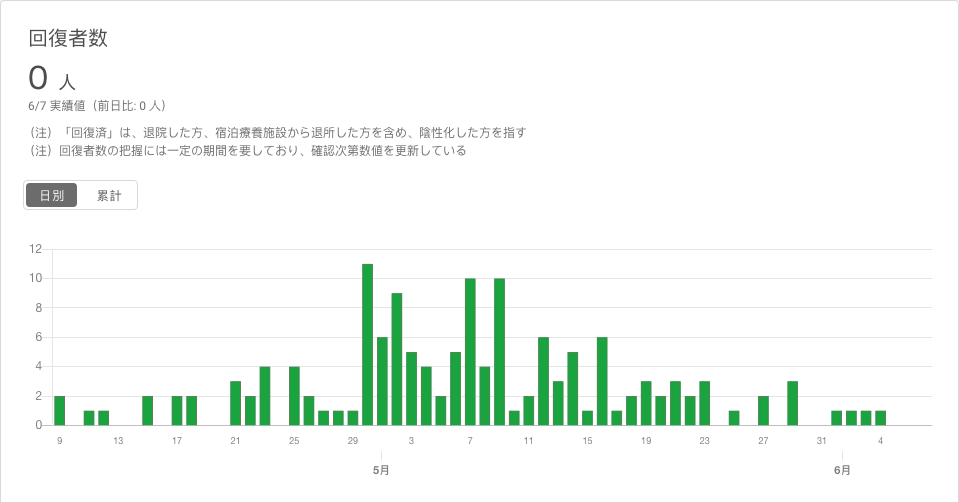 回復者数
0 人
6/7 実績値（前日比: 0 人）
（注）「回復済」は、退院した方、宿泊療養施設から退所した方を含め、陰性化した方を指す
（注）回復者数の把握には一定の期間を要しており、確認次第数値を更新している
日別 累計
12
10
8
6
4
2
0
9 13 17 21 25 29 3 7 11 15 19 23 27 31 4
5月 6月